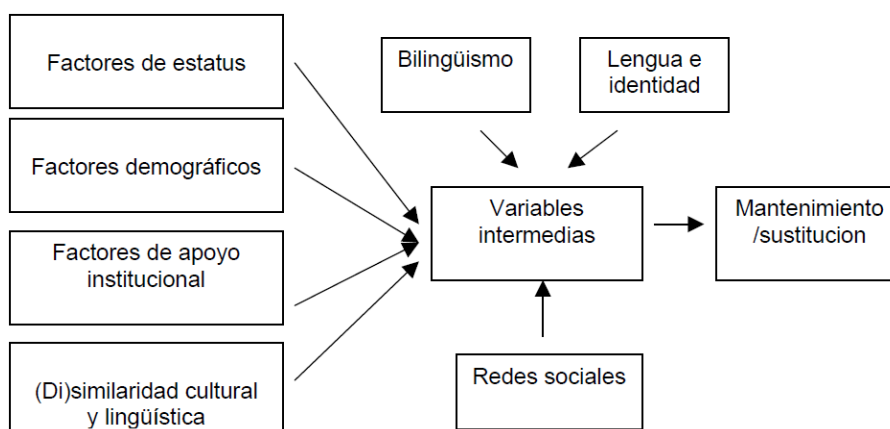 Factores de estatus
Bilingüismo
Lengua e
identidad
Factores demográficos
Variables
intermedias
Mantenimiento
/sustitucion
Factores de apoyo
institucional
(Di)similaridad cultural
y lingüística
Redes sociales